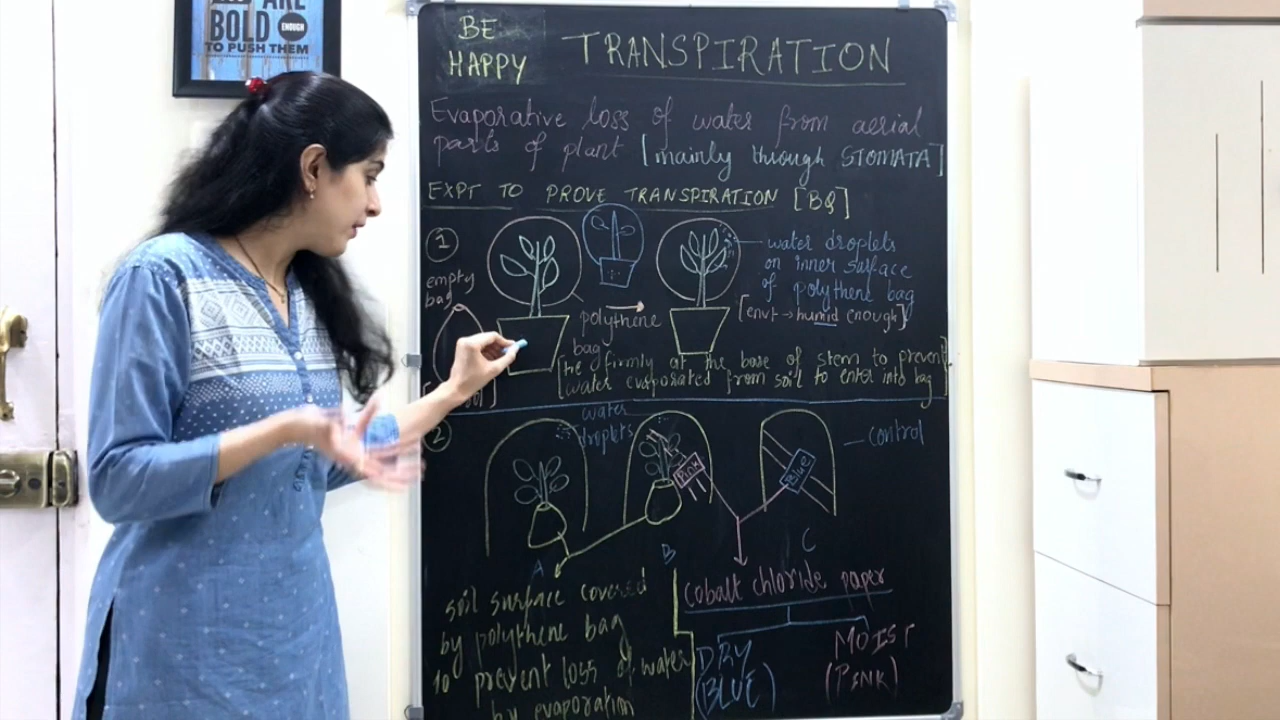 ARE
BOLD
ENOUGH
TO PUSH THEM
BE
HAPPY
TRANSPIRATION
Evaporative loss of water from aerial
parts of plant [mainly through STOMATA]
EXPT TO PROVE TRANSPIRATION [BQ]
1
empty
bag
polythene
bag
water droplets
on inner surface
of polythene bag
[envt → humid enough]
[tie firmly at the base of stem to prevent
water evaporated from soil to enter into bag]
2
water
droplets
Pink
Blue
control
A
B
C
soil surface covered
by polythene bag
to prevent loss of water
by evaporation
cobalt chloride paper
DRY
(BLUE)
MOIST
(PINK)